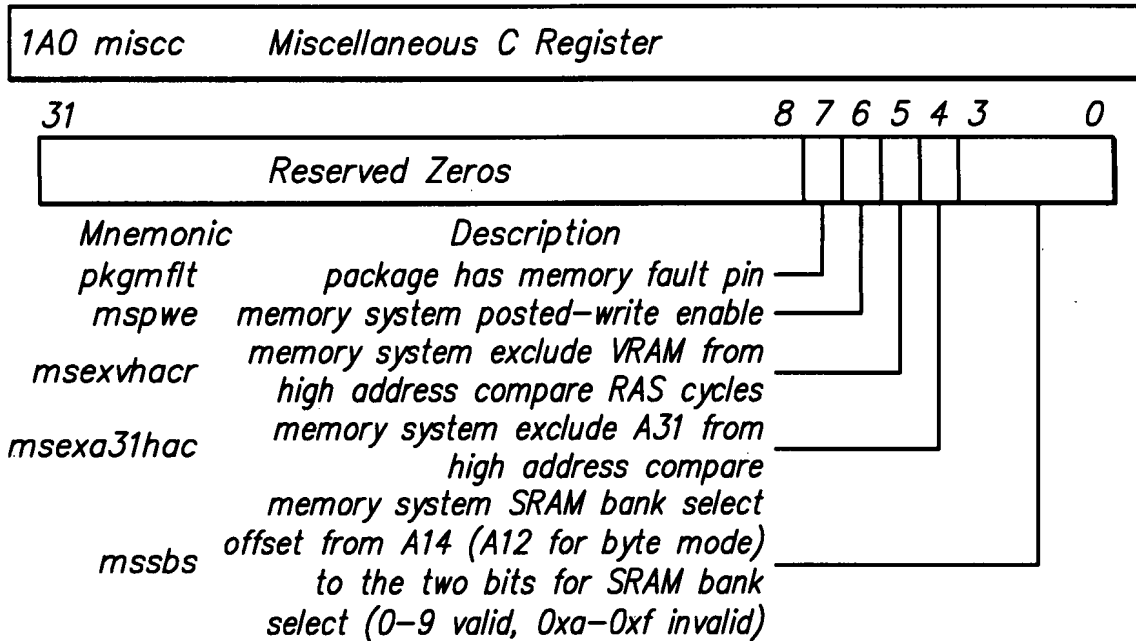 1A0 miscc Miscellaneous C Register
31 8 7 6 5 4 3 0
Reserved Zeros
Mnemonic Description
pkgmflt package has memory fault pin
mspwe memory system posted-write enable
msexvhacr memory system exclude VRAM from
high address compare RAS cycles
msexa31hac memory system exclude A31 from
high address compare
memory system SRAM bank select
mssbs offset from A14 (A12 for byte mode)
to the two bits for SRAM bank
select (0-9 valid, 0xa-0xf invalid)